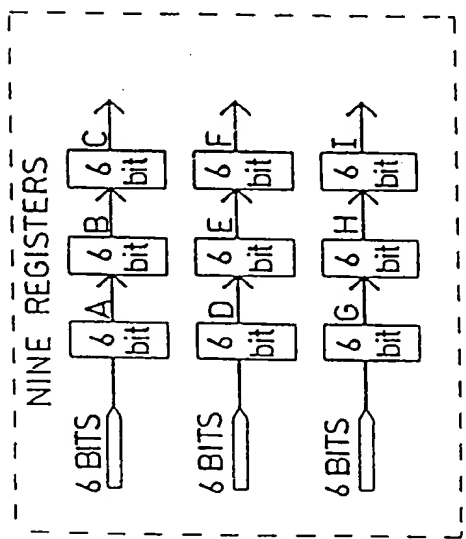 NINE REGISTERS
6 BITS
6 bit
A
6 bit
B
6 bit
C
6 BITS
6 bit
D
6 bit
E
6 bit
F
6 BITS
6 bit
G
6 bit
H
6 bit
I